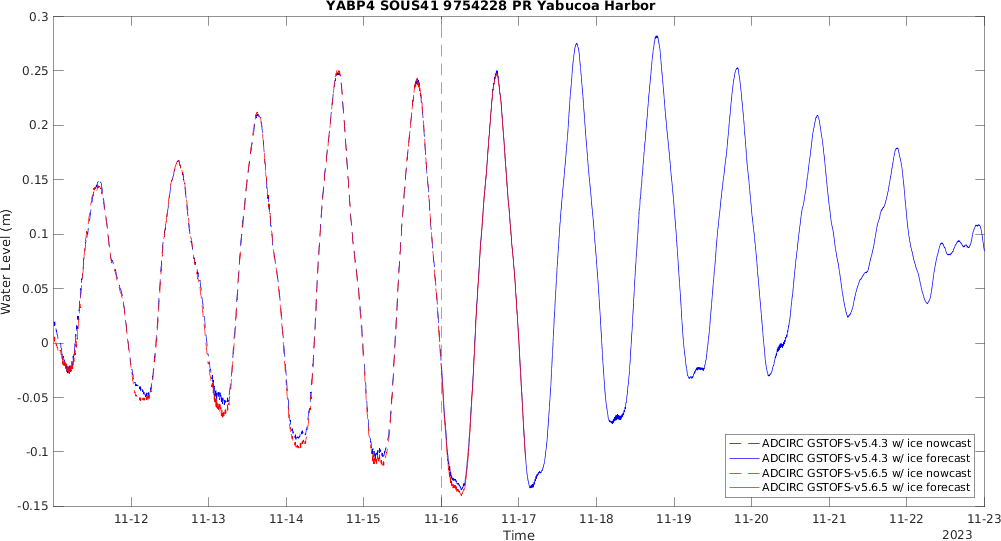 YABP4 SOUS41 9754228 PR Yabucoa Harbor
0.3
0.25
0.2
0.15
0.1
0.05
0
-0.05
-0.1
-0.15
Water Level (m)
11-12 11-13 11-14 11-15 11-16 11-17 11-18 11-19 11-20 11-21 11-22 11-23
Time
2023
ADCIRC GSTOFS-v5.4.3 w/ ice nowcast
ADCIRC GSTOFS-v5.4.3 w/ ice forecast
ADCIRC GSTOFS-v5.6.5 w/ ice nowcast
ADCIRC GSTOFS-v5.6.5 w/ ice forecast